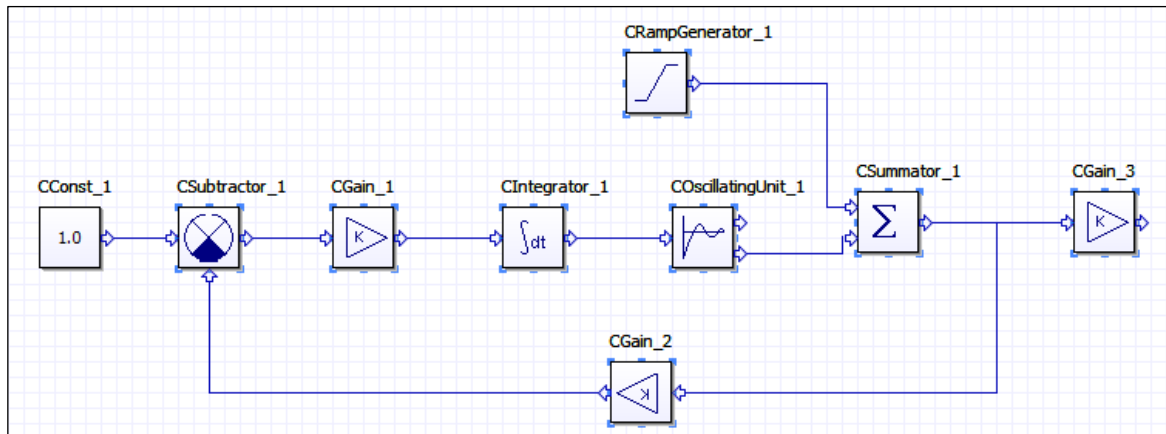 CRampGenerator_1
CConst_1
CSubtractor_1
CGain_1
CIntegrator_1
COscillatingUnit_1
CSummator_1
CGain_3
1.0
K
∫dt
Σ
K
CGain_2
K